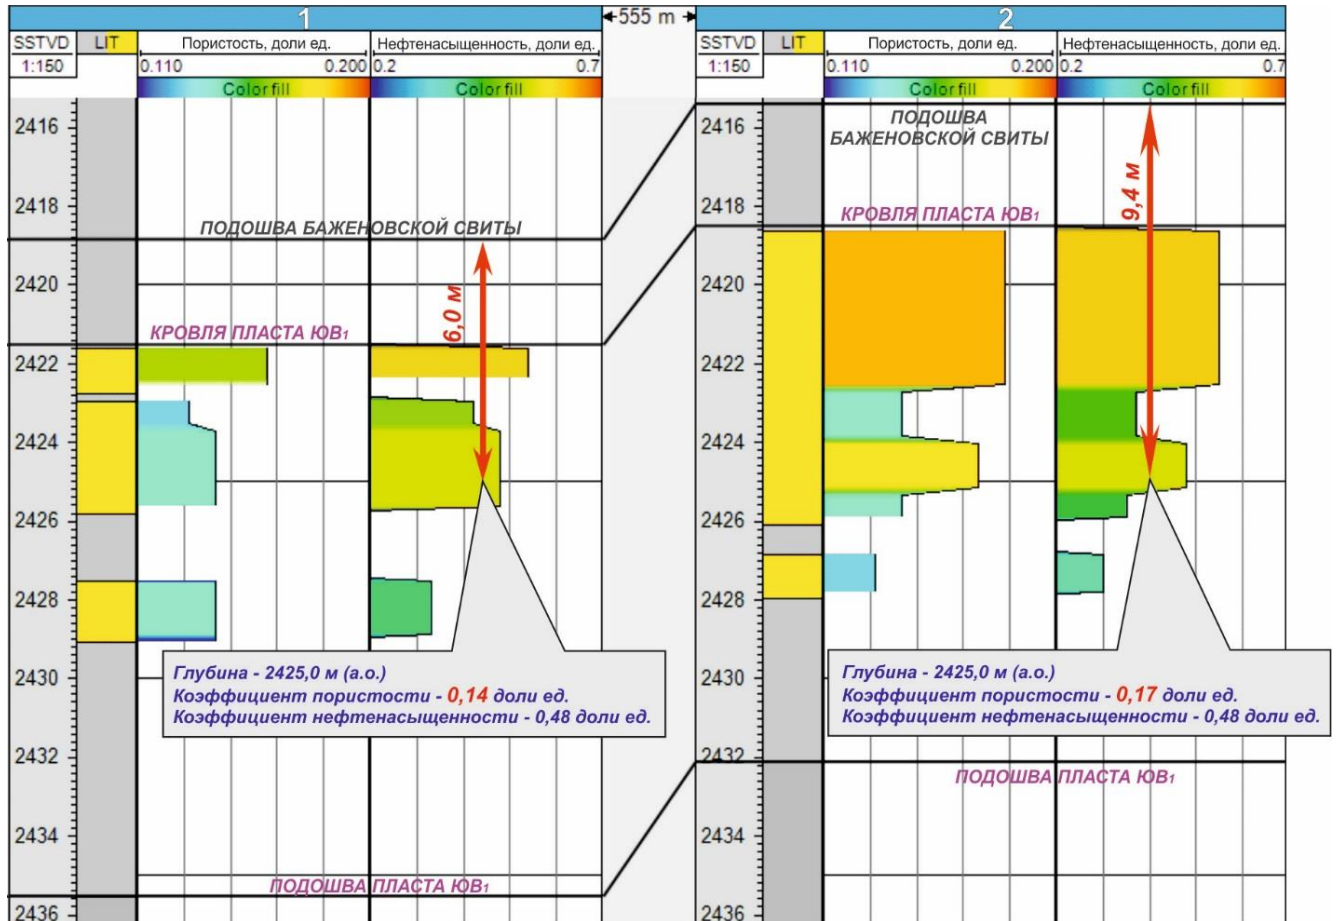 1
555 m
2
SSTVD
LIT
Пористость, доли ед.
Нефтенасыщенность, доли ед.
SSTVD
LIT
Пористость, доли ед.
Нефтенасыщенность, доли ед.
1:150
0.110
0.200
0.2
0.7
1:150
0.110
0.200
0.2
0.7
Color fill
Color fill
Color fill
Color fill
2416
2418
2420
2422
2424
2426
2428
2430
2432
2434
2436
ПОДОШВА БАЖЕНОВСКОЙ СВИТЫ
6,0 м
КРОВЛЯ ПЛАСТА ЮВ₁
Глубина - 2425,0 м (а.о.)
Коэффициент пористости - 0,14 доли ед.
Коэффициент нефтенасыщенности - 0,48 доли ед.
ПОДОШВА ПЛАСТА ЮВ₁
2416
2418
2420
2422
2424
2426
2428
2430
2432
2434
2436
ПОДОШВА
БАЖЕНОВСКОЙ СВИТЫ
9,4 м
КРОВЛЯ ПЛАСТА ЮВ₁
Глубина - 2425,0 м (а.о.)
Коэффициент пористости - 0,17 доли ед.
Коэффициент нефтенасыщенности - 0,48 доли ед.
ПОДОШВА ПЛАСТА ЮВ₁